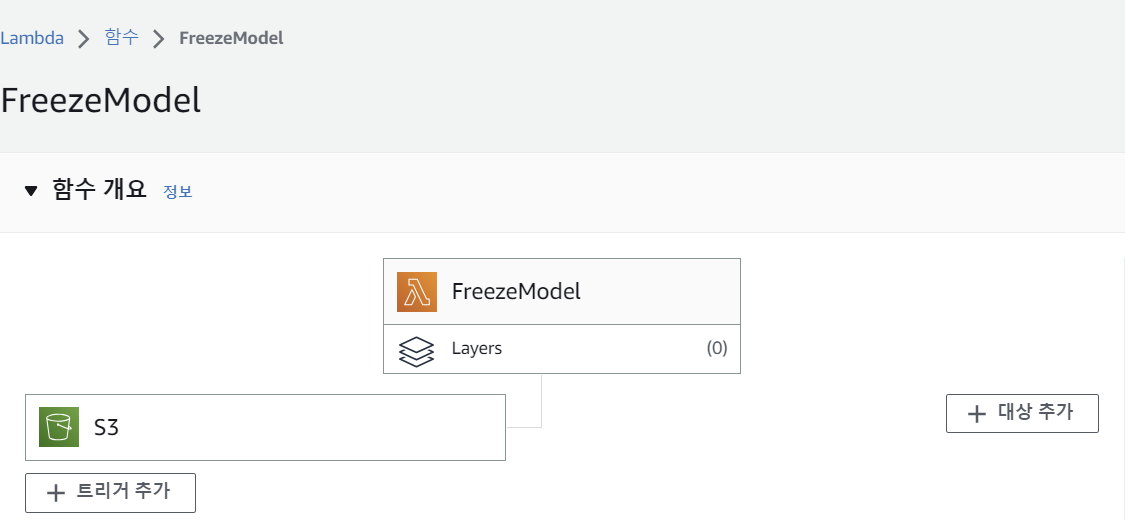 Lambda > 함수 > FreezeModel
FreezeModel
▼ 함수 개요 정보
FreezeModel
Layers (0)
S3
+ 대상 추가
+ 트리거 추가